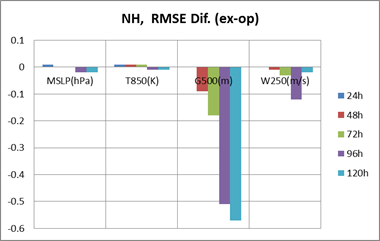 NH, RMSE Dif. (ex-op)
0.1
0
-0.1
-0.2
-0.3
-0.4
-0.5
-0.6
MSLP(hPa) T850(K) G500(m) W250(m/s)
24h
48h
72h
96h
120h